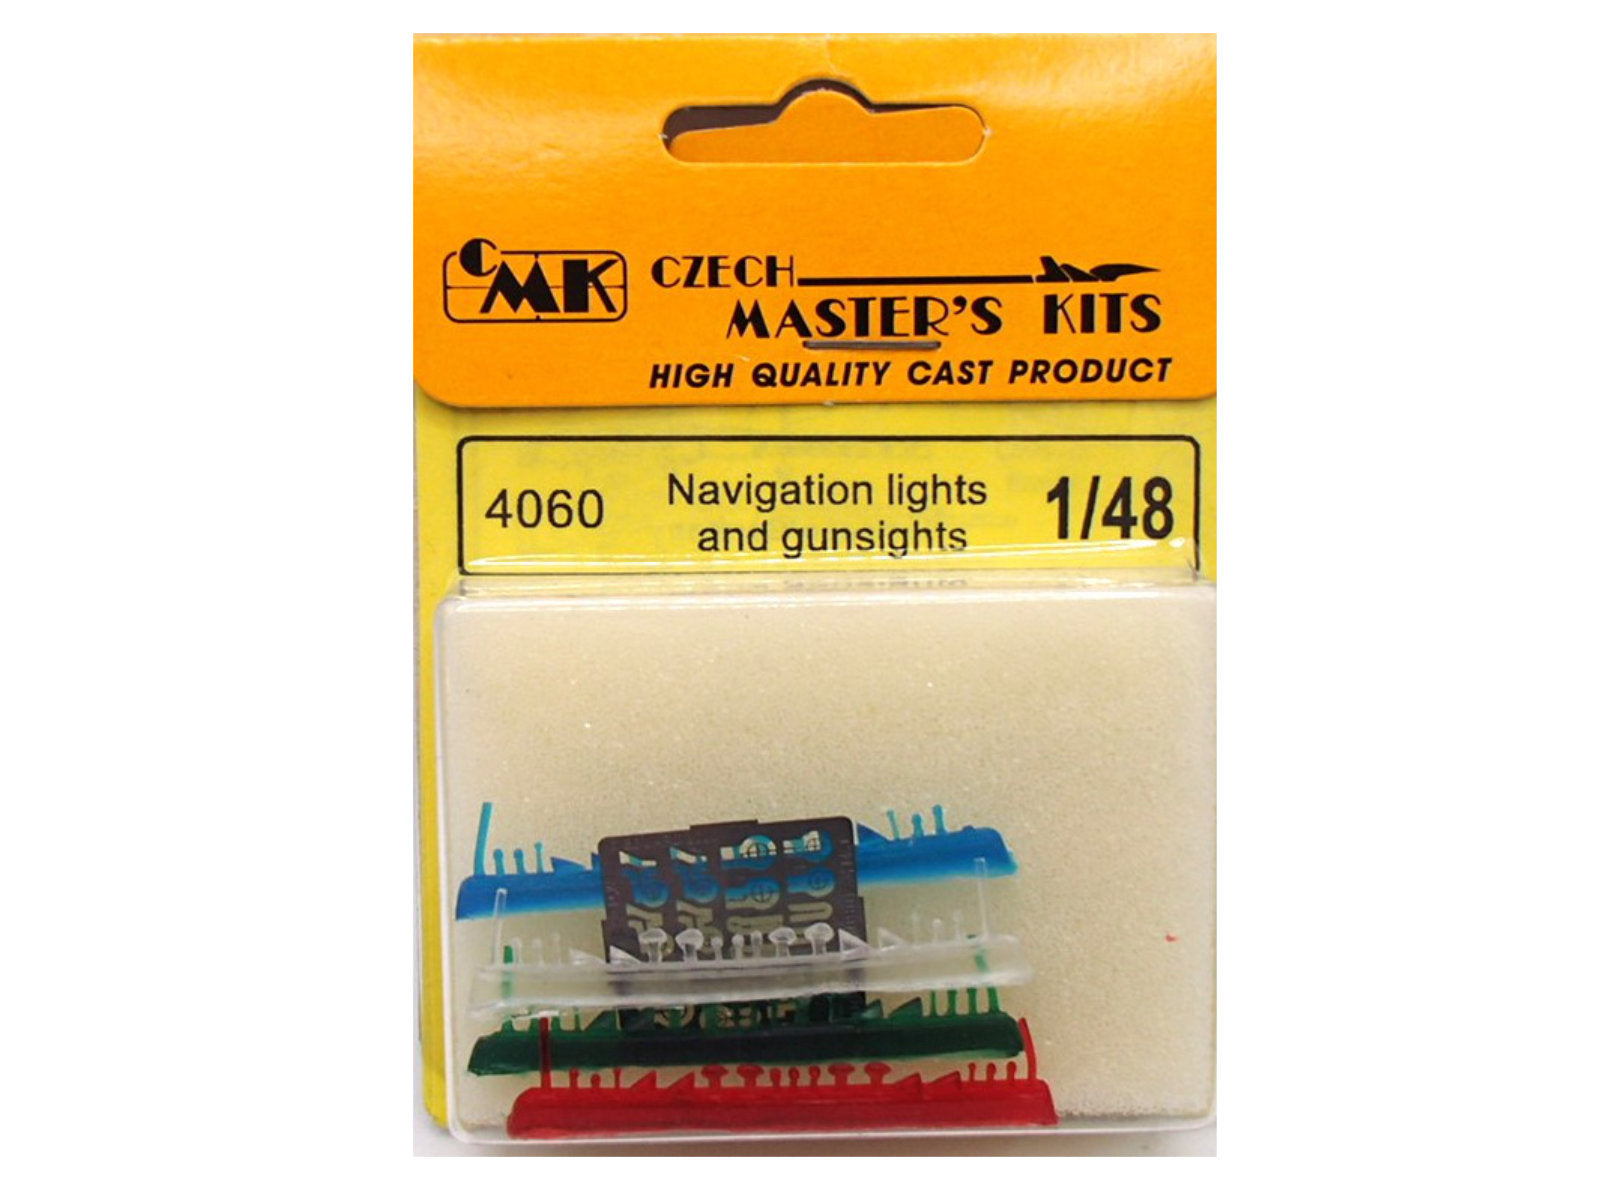 CMK
CZECH
MASTER'S KITS
HIGH QUALITY CAST PRODUCT
4060
Navigation lights
and gunsights
1/48